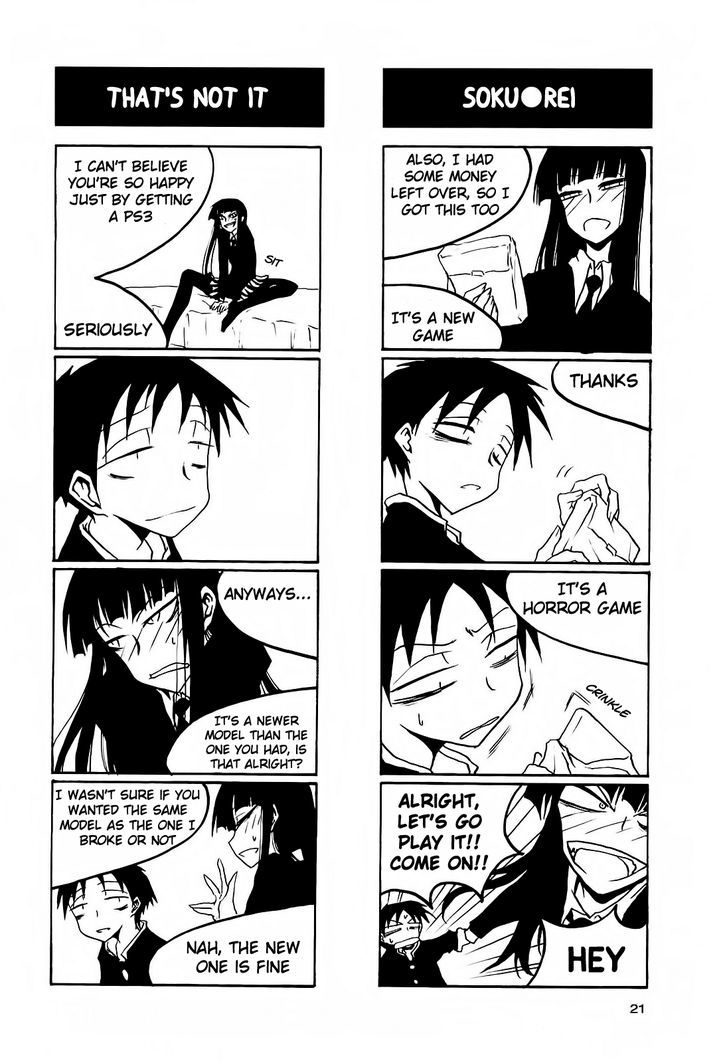 SOKU●REI
ALSO, I HAD
SOME MONEY
LEFT OVER, SO I
GOT THIS TOO
IT'S A NEW
GAME
THANKS
IT'S A
HORROR GAME
CRINKLE
ALRIGHT,
LET'S GO
PLAY IT!!
COME ON!!
HEY
THAT'S NOT IT
I CAN'T BELIEVE
YOU'RE SO HAPPY
JUST BY GETTING
A PS3
SIT
SERIOUSLY
ANYWAYS...
IT'S A NEWER
MODEL THAN THE
ONE YOU HAD, IS
THAT ALRIGHT?
I WASN'T SURE IF YOU
WANTED THE SAME
MODEL AS THE ONE I
BROKE OR NOT
NAH, THE NEW
ONE IS FINE
21